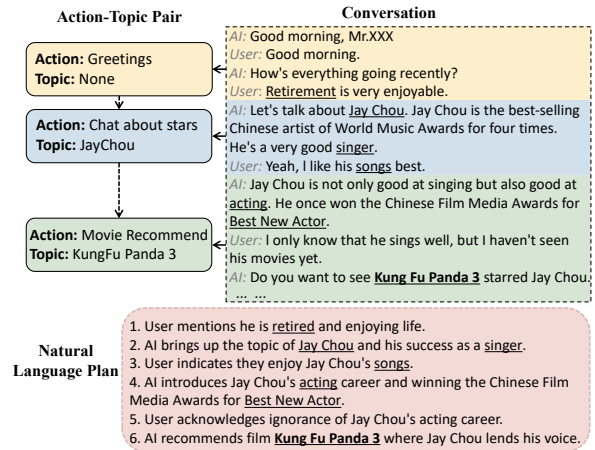 Action-Topic Pair
Conversation
Action: Greetings
Topic: None
Action: Chat about stars
Topic: JayChou
Action: Movie Recommend
Topic: KungFu Panda 3
AI: Good morning, Mr.XXX
User: Good morning.
AI: How's everything going recently?
User: Retirement is very enjoyable.
AI: Let's talk about Jay Chou. Jay Chou is the best-selling
Chinese artist of World Music Awards for four times.
He's a very good singer.
User: Yeah, I like his songs best.
AI: Jay Chou is not only good at singing but also good at
acting. He once won the Chinese Film Media Awards for
Best New Actor.
User: I only know that he sings well, but I haven't seen
his movies yet.
AI: Do you want to see Kung Fu Panda 3 starred Jay Chou.
... ...
Natural
Language Plan
1. User mentions he is retired and enjoying life.
2. AI brings up the topic of Jay Chou and his success as a singer.
3. User indicates they enjoy Jay Chou's songs.
4. AI introduces Jay Chou's acting career and winning the Chinese Film
Media Awards for Best New Actor.
5. User acknowledges ignorance of Jay Chou's acting career.
6. AI recommends film Kung Fu Panda 3 where Jay Chou lends his voice.